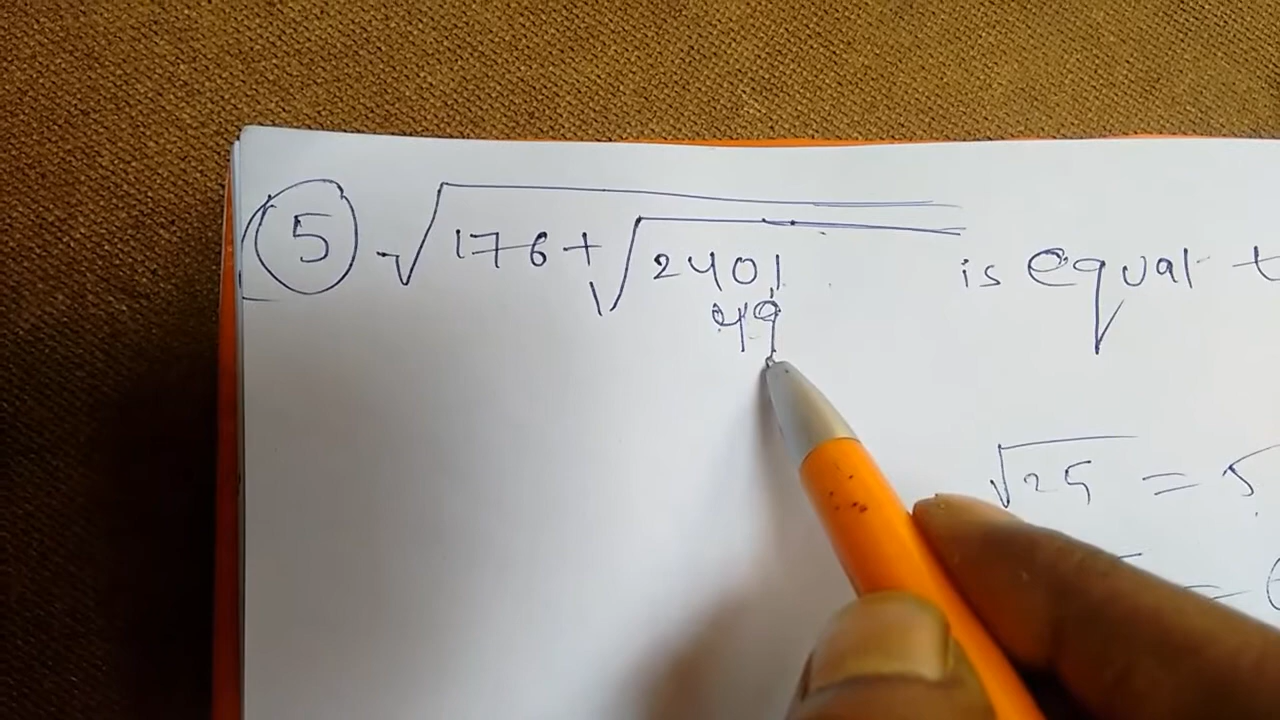 5 √176+√2401 is equal t
49
√25 = 5
=